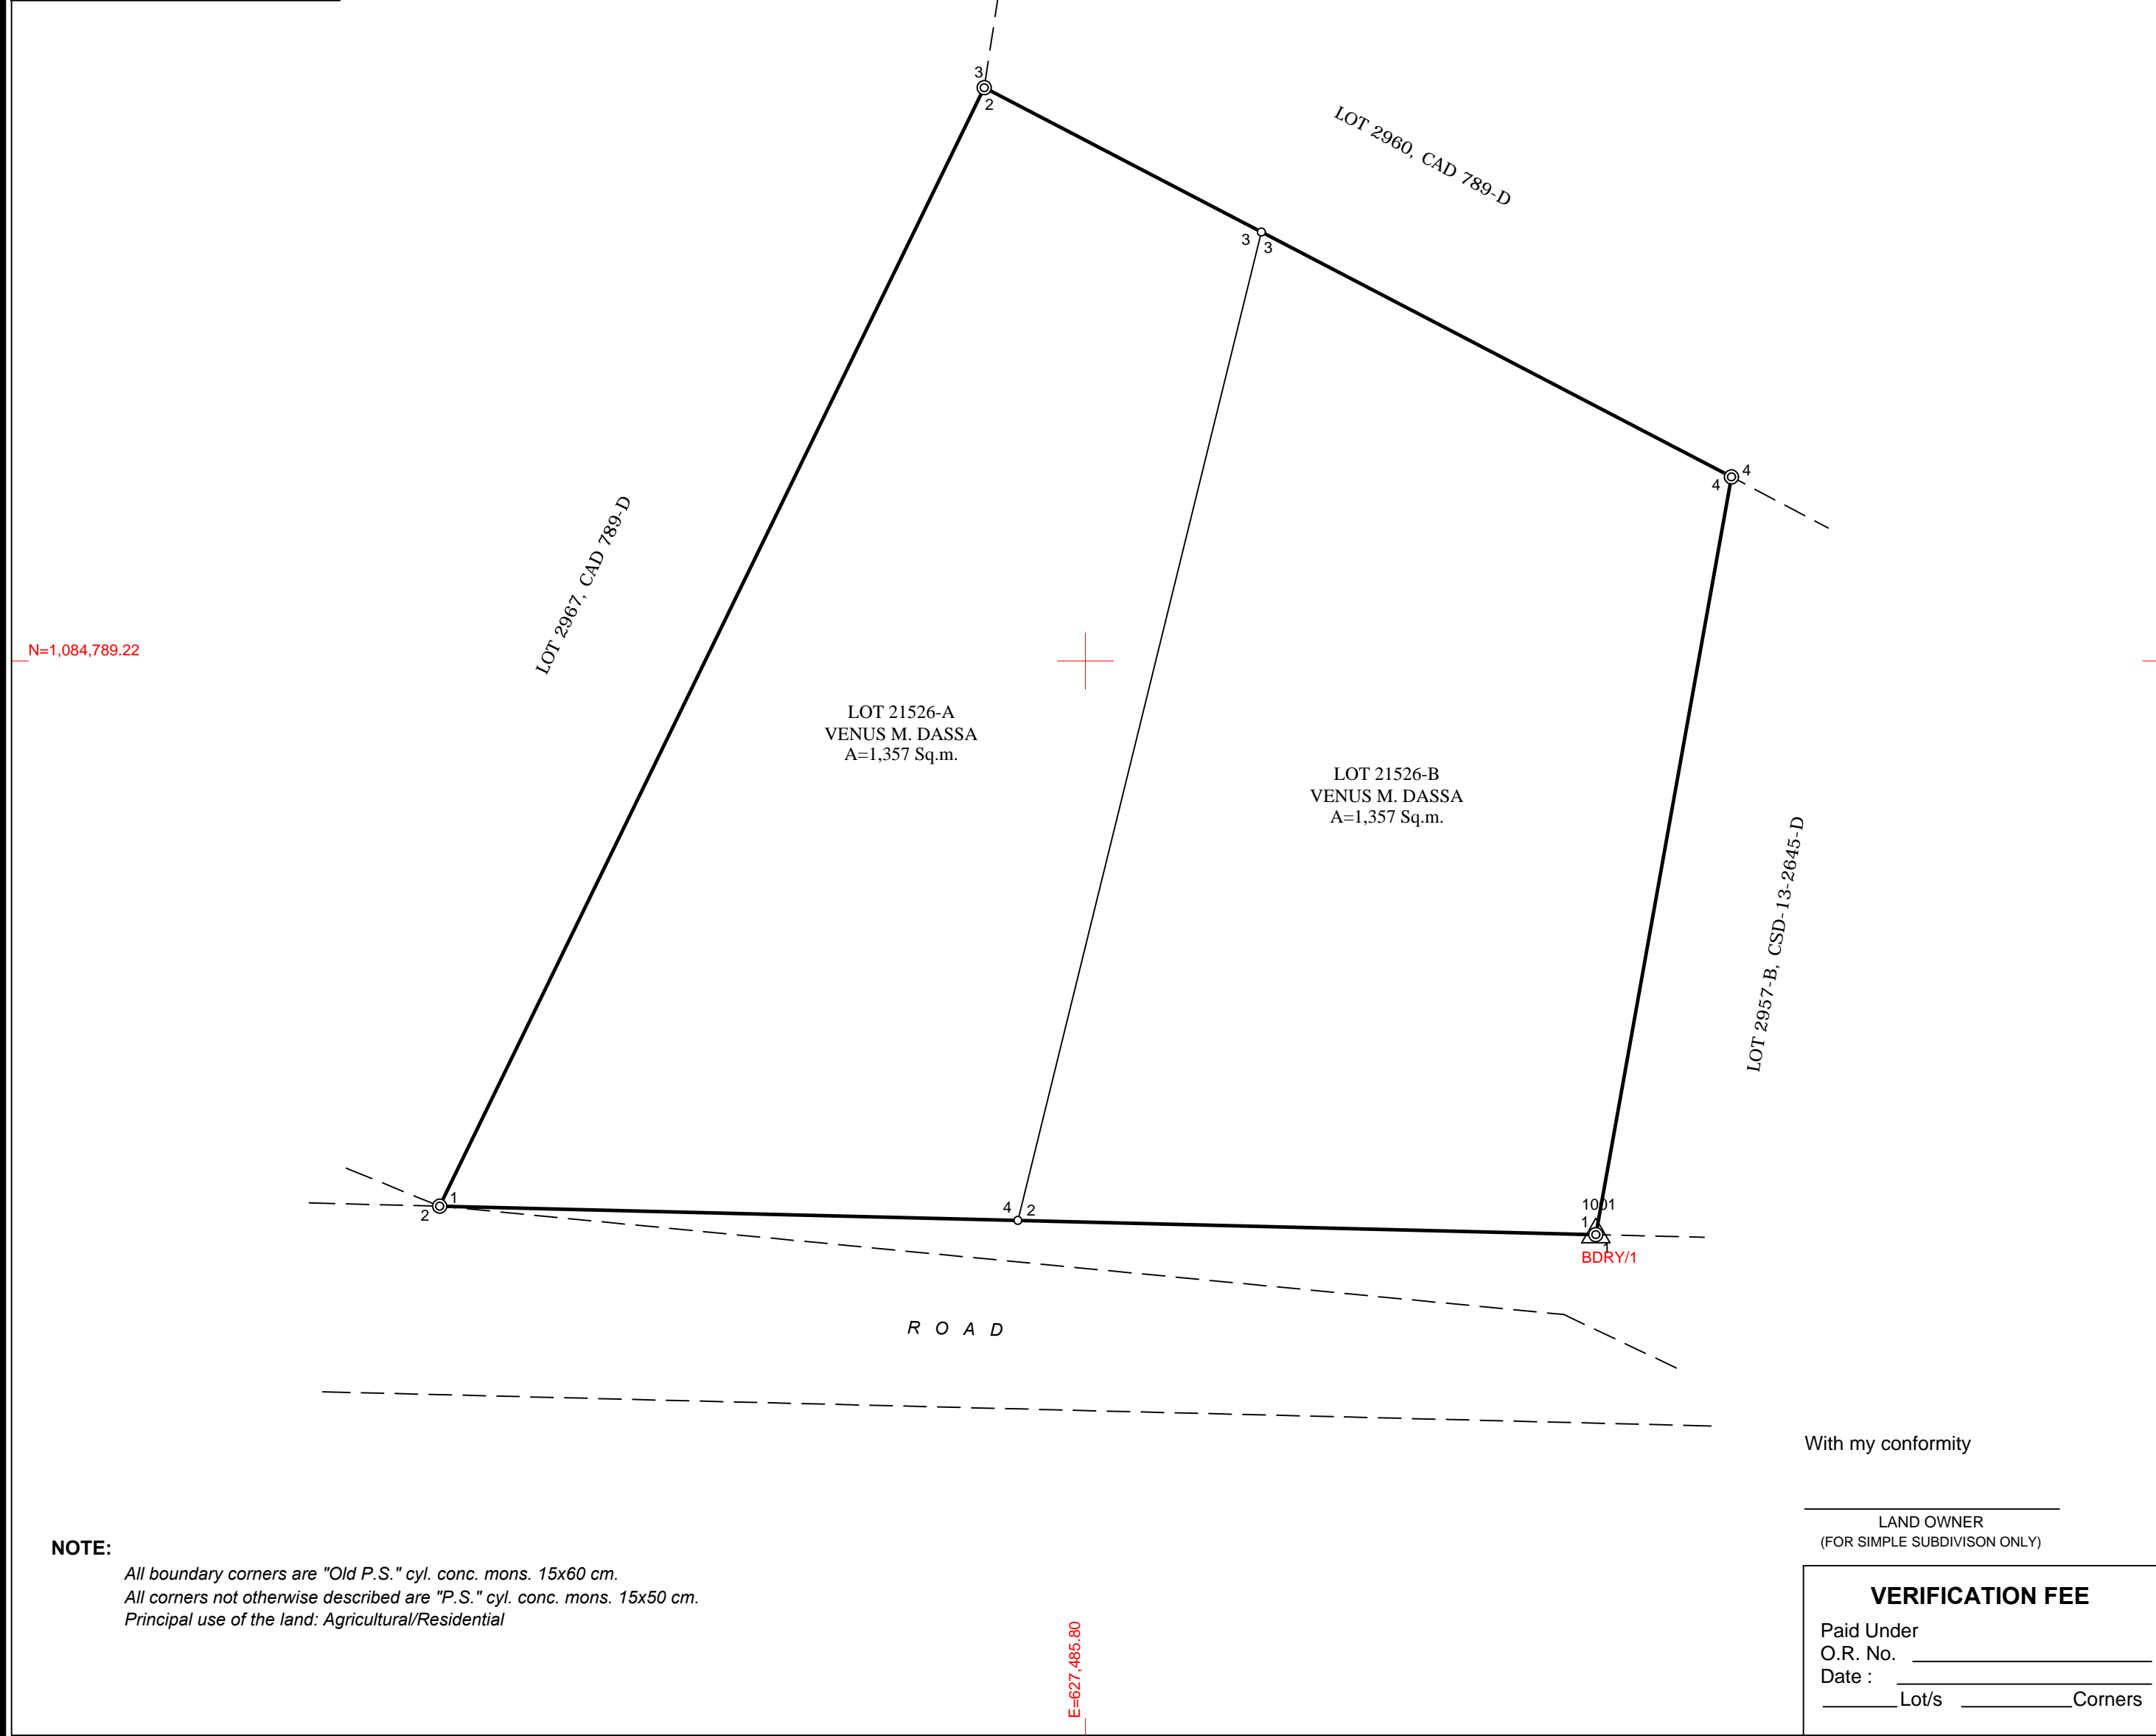 3
2
LOT 2960, CAD 789-D
3
3
4
4
LOT 2967, CAD 789-D
N=1,084,789.22
LOT 21526-A
VENUS M. DASSA
A=1,357 Sq.m.
LOT 21526-B
VENUS M. DASSA
A=1,357 Sq.m.
LOT 2957-B, CSD-13-2645-D
1
2
4
2
1001
1
1
BDRY/1
R O A D
With my conformity
LAND OWNER
(FOR SIMPLE SUBDIVISON ONLY)
NOTE:
All boundary corners are "Old P.S." cyl. conc. mons. 15x60 cm.
All corners not otherwise described are "P.S." cyl. conc. mons. 15x50 cm.
Principal use of the land: Agricultural/Residential
E=627,485.80
VERIFICATION FEE
Paid Under
O.R. No.
Date :
Lot/s Corners